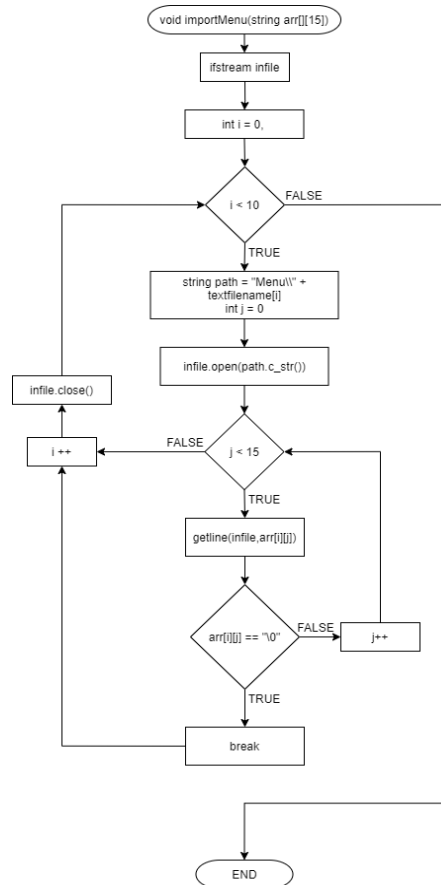 void importMenu(string arr[][15])
ifstream infile
int i = 0,
i < 10
FALSE
TRUE
string path = "Menu\\" +
textfilename[i]
int j = 0
infile.open(path.c_str())
infile.close()
i ++
FALSE
j < 15
TRUE
getline(infile,arr[i][j])
arr[i][j] == "\0"
FALSE
j++
TRUE
break
END